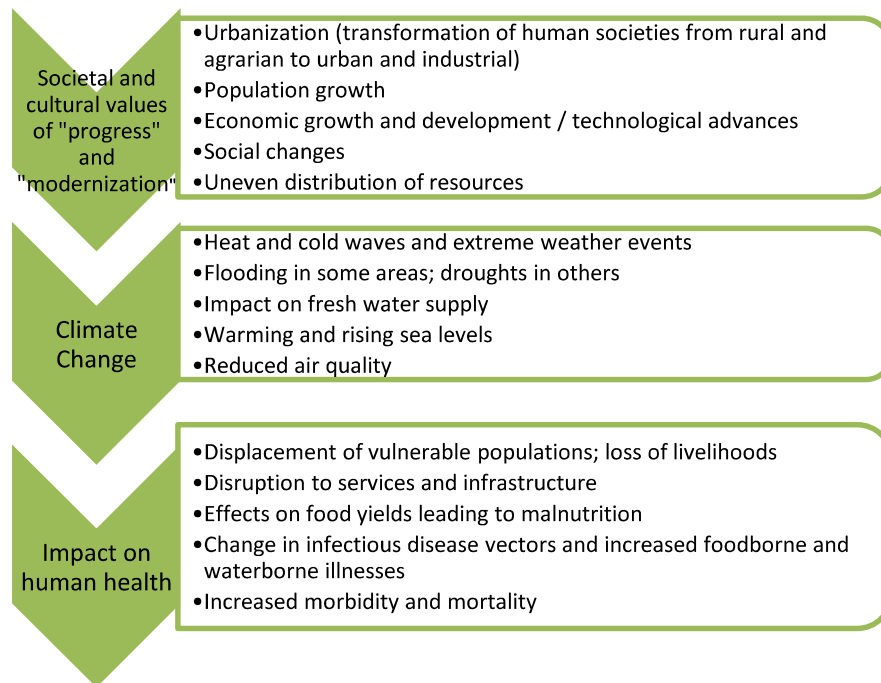 Societal and
cultural values
of "progress"
and
"modernization"
•Urbanization (transformation of human societies from rural and
agrarian to urban and industrial)
•Population growth
•Economic growth and development / technological advances
•Social changes
•Uneven distribution of resources
Climate
Change
•Heat and cold waves and extreme weather events
•Flooding in some areas; droughts in others
•Impact on fresh water supply
•Warming and rising sea levels
•Reduced air quality
Impact on
human health
•Displacement of vulnerable populations; loss of livelihoods
•Disruption to services and infrastructure
•Effects on food yields leading to malnutrition
•Change in infectious disease vectors and increased foodborne and
waterborne illnesses
•Increased morbidity and mortality